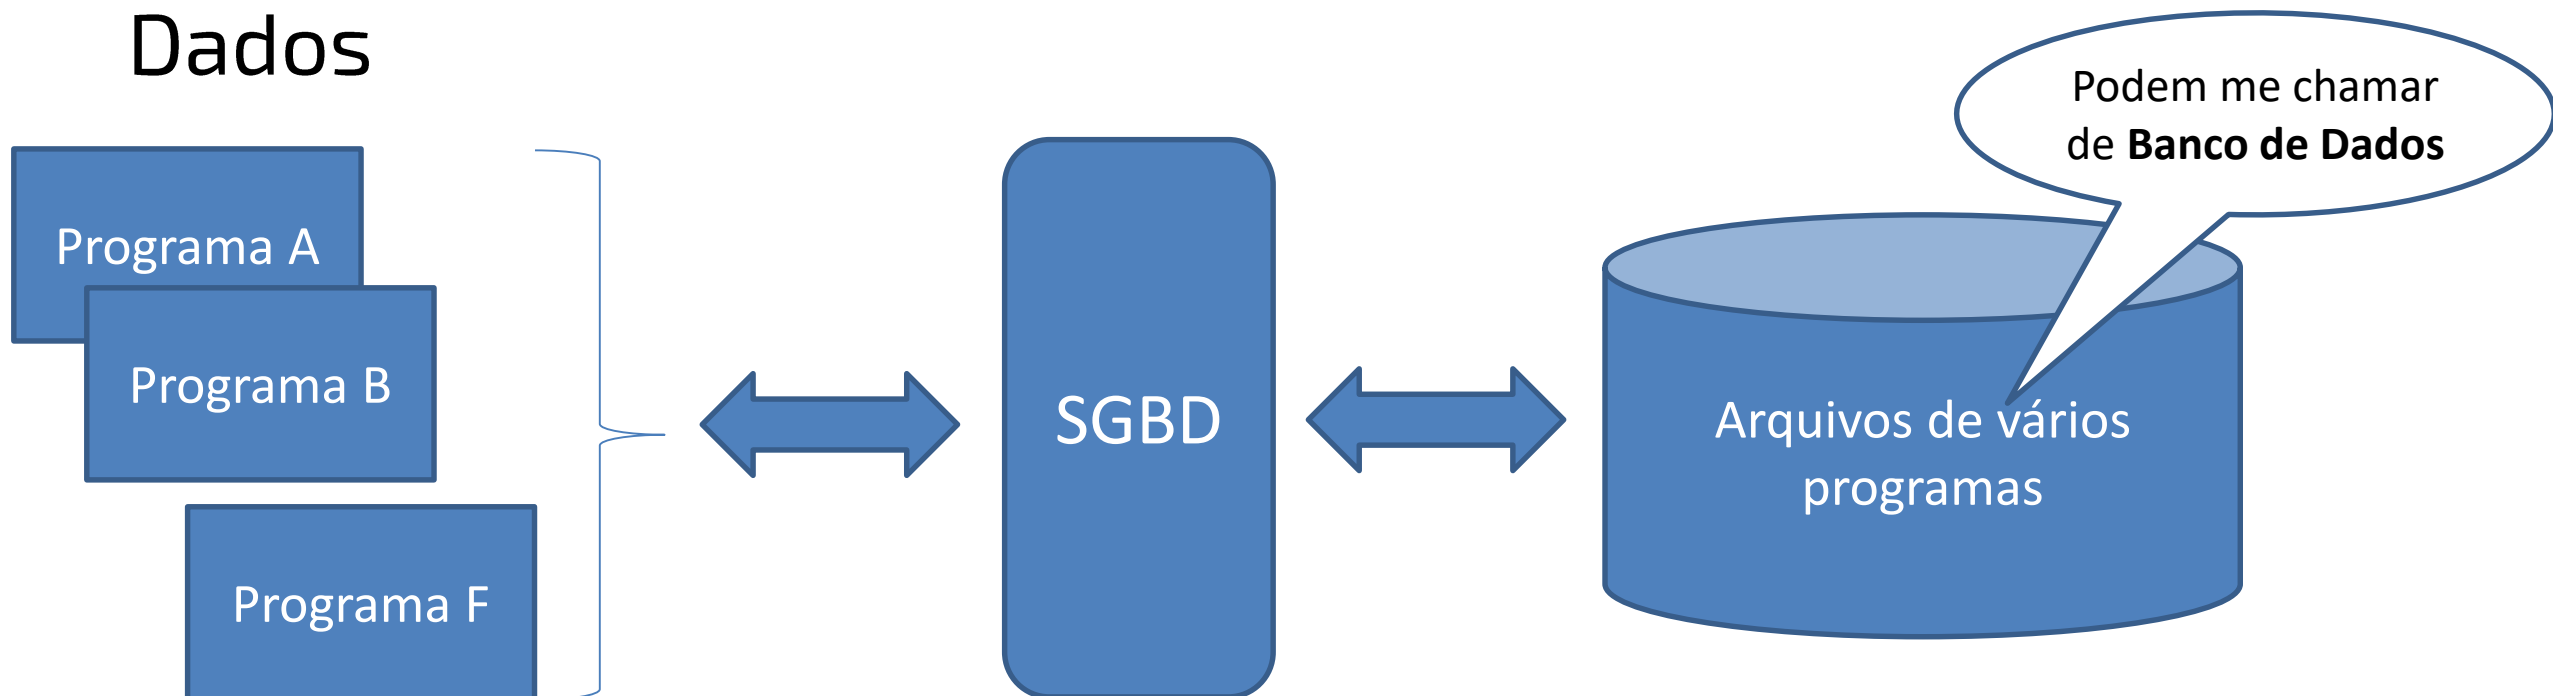 Dados
Podem me chamar
de Banco de Dados
Programa A
Programa B
Programa F
SGBD
Arquivos de vários
programas